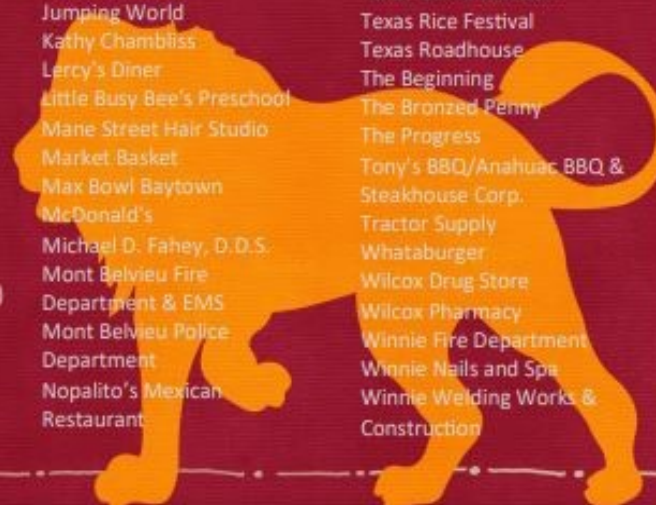 Jumping World
Kathy Chambliss
Lercy's Diner
Little Busy Bee's Preschool
Mane Street Hair Studio
Market Basket
Max Bowl Baytown
McDonald's
Michael D. Fahey, D.D.S.
Mont Belvieu Fire
Department & EMS
Mont Belvieu Police
Department
Nopalito's Mexican
Restaurant
Texas Rice Festival
Texas Roadhouse
The Beginning
The Bronzed Penny
The Progress
Tony's BBQ/Anahuac BBQ &
Steakhouse Corp.
Tractor Supply
Whataburger
Wilcox Drug Store
Wilcox Pharmacy
Winnie Fire Department
Winnie Nails and Spa
Winnie Welding Works &
Construction